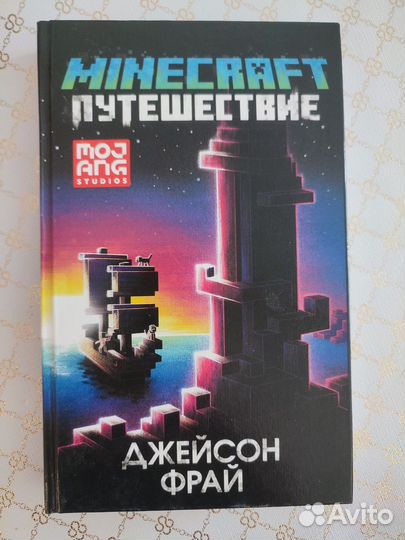 MINECRAFT
ПУТЕШЕСТВИЕ
MOJ
ANG
STUDIOS
ДЖЕЙСОН
ФРАЙ
Avito